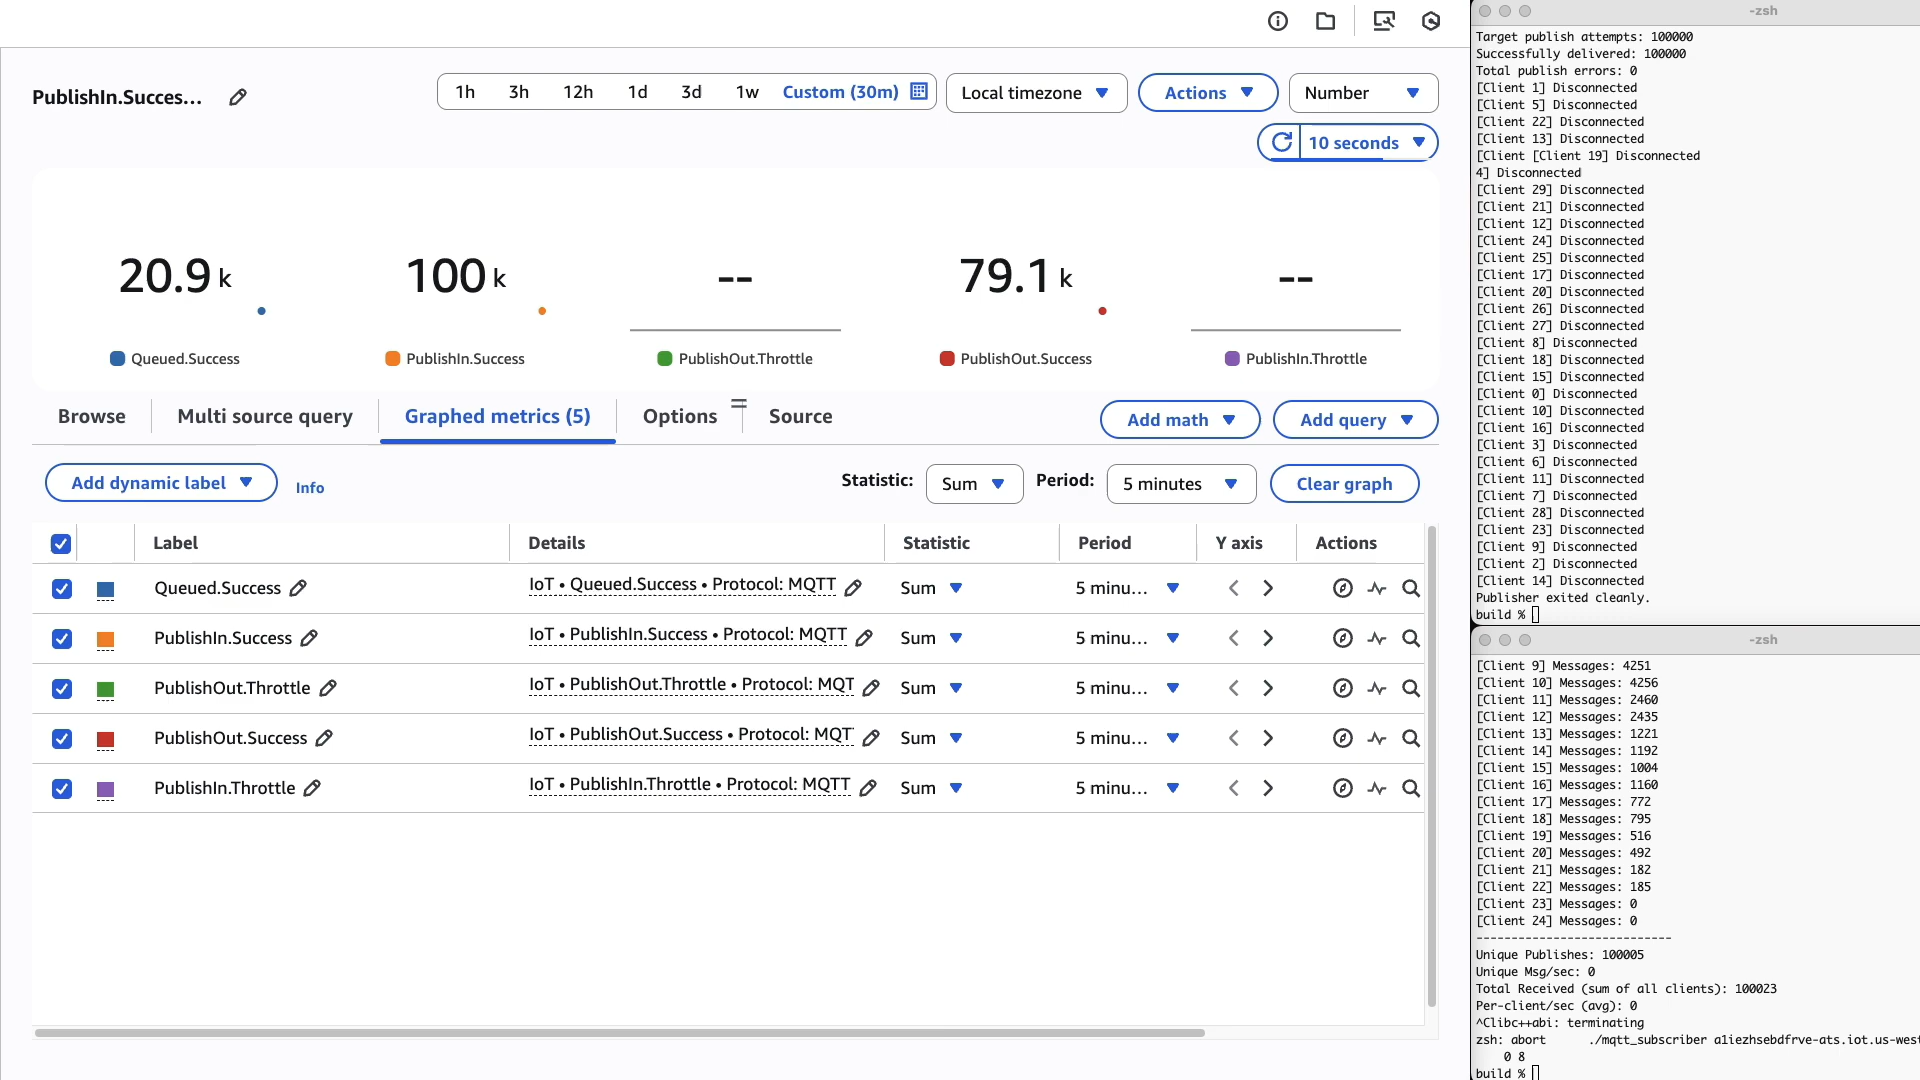 PublishIn.Succes...
1h 3h 12h 1d 3d 1w Custom (30m)
Local timezone
Actions
Number
10 seconds
20.9 k
100 k
--
79.1 k
--
Queued.Success
PublishIn.Success
PublishOut.Throttle
PublishOut.Success
PublishIn.Throttle
Browse
Multi source query
Graphed metrics (5)
Options
Source
Add math
Add query
Add dynamic label
Info
Statistic:
Sum
Period:
5 minutes
Clear graph
Label Details Statistic Period Y axis Actions
Queued.Success IoT • Queued.Success • Protocol: MQTT Sum 5 minu...
PublishIn.Success IoT • PublishIn.Success • Protocol: MQTT Sum 5 minu...
PublishOut.Throttle IoT • PublishOut.Throttle • Protocol: MQT Sum 5 minu...
PublishOut.Success IoT • PublishOut.Success • Protocol: MQT Sum 5 minu...
PublishIn.Throttle IoT • PublishIn.Throttle • Protocol: MQTT Sum 5 minu...
-zsh
Target publish attempts: 100000
Successfully delivered: 100000
Total publish errors: 0
[Client 1] Disconnected
[Client 5] Disconnected
[Client 22] Disconnected
[Client 13] Disconnected
[Client [Client 19] Disconnected
4] Disconnected
[Client 29] Disconnected
[Client 21] Disconnected
[Client 12] Disconnected
[Client 24] Disconnected
[Client 25] Disconnected
[Client 17] Disconnected
[Client 20] Disconnected
[Client 26] Disconnected
[Client 27] Disconnected
[Client 8] Disconnected
[Client 18] Disconnected
[Client 15] Disconnected
[Client 0] Disconnected
[Client 10] Disconnected
[Client 16] Disconnected
[Client 3] Disconnected
[Client 6] Disconnected
[Client 11] Disconnected
[Client 7] Disconnected
[Client 28] Disconnected
[Client 23] Disconnected
[Client 9] Disconnected
[Client 2] Disconnected
[Client 14] Disconnected
Publisher exited cleanly.
build %
-zsh
[Client 9] Messages: 4251
[Client 10] Messages: 4256
[Client 11] Messages: 2460
[Client 12] Messages: 2435
[Client 13] Messages: 1221
[Client 14] Messages: 1192
[Client 15] Messages: 1004
[Client 16] Messages: 1160
[Client 17] Messages: 772
[Client 18] Messages: 795
[Client 19] Messages: 516
[Client 20] Messages: 492
[Client 21] Messages: 182
[Client 22] Messages: 185
[Client 23] Messages: 0
[Client 24] Messages: 0
----------------------------
Unique Publishes: 100005
Unique Msg/sec: 0
Total Received (sum of all clients): 100023
Per-client/sec (avg): 0
^Clibc++abi: terminating
zsh: abort ./mqtt_subscriber a1iezhsebdfrve-ats.iot.us-west
0 8
build %